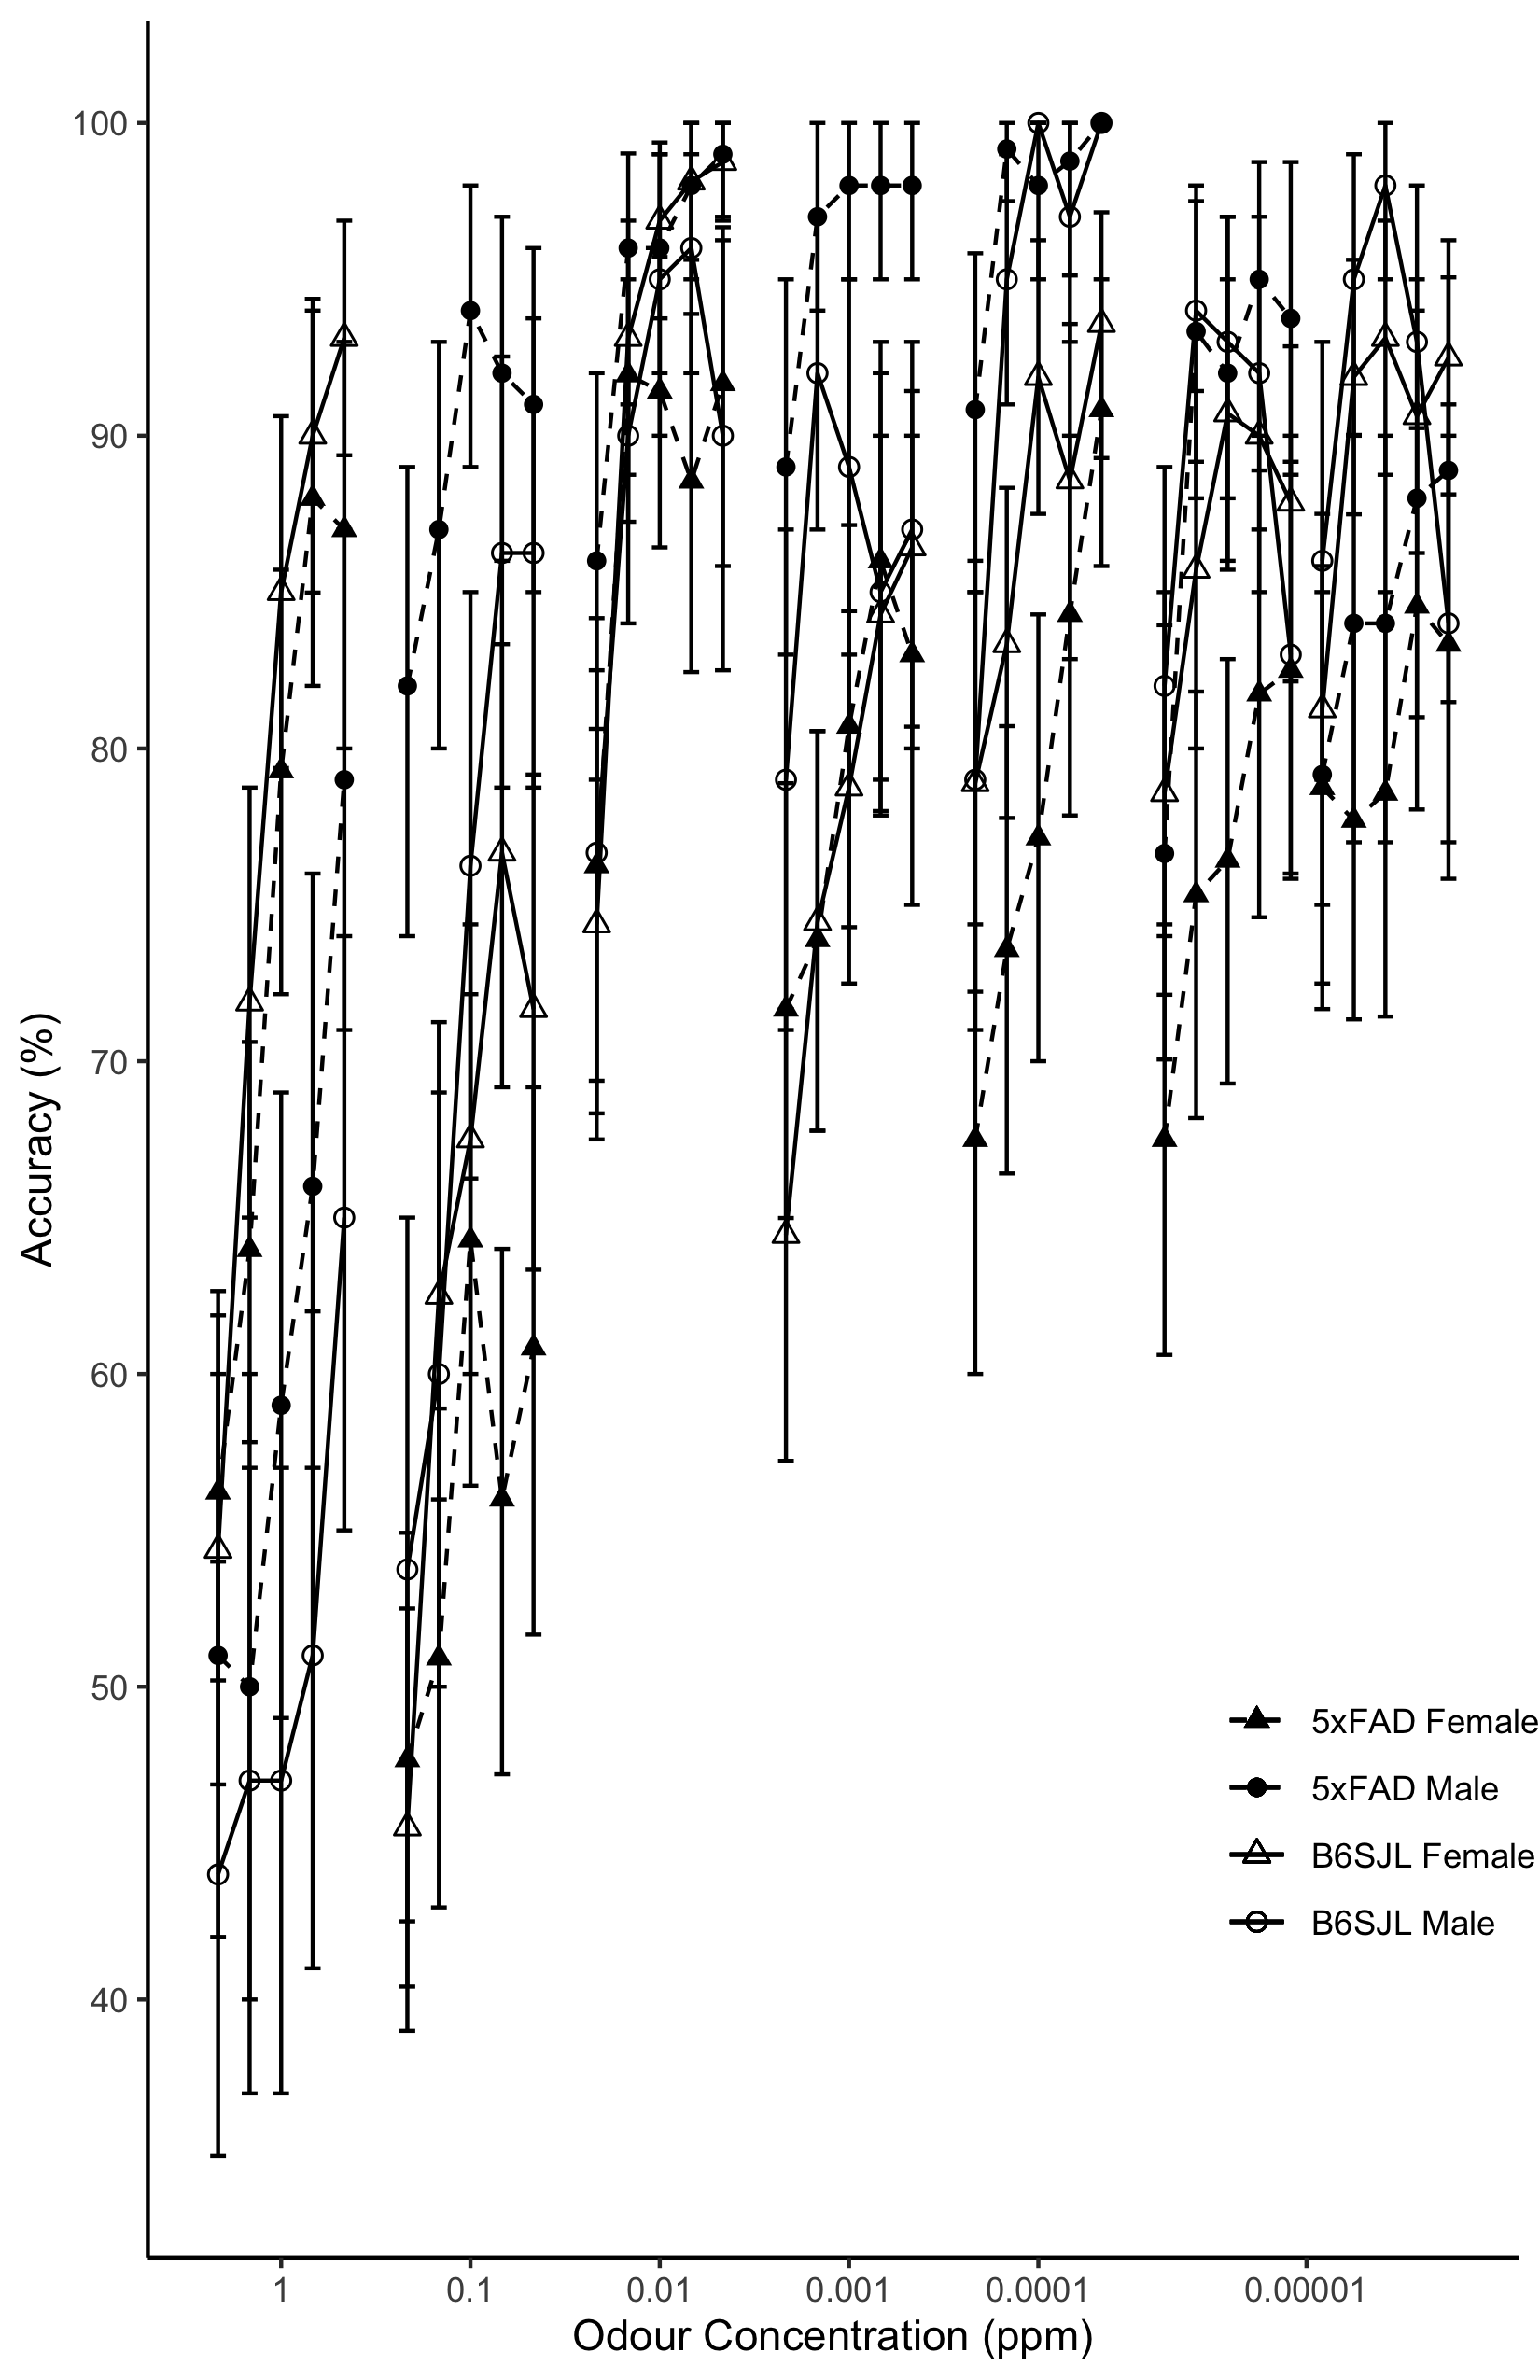 100
90
80
70
60
50
40
Accuracy (%)
5xFAD Female
5xFAD Male
B6SJL Female
B6SJL Male
1 0.1 0.01 0.001 0.0001 0.00001
Odour Concentration (ppm)